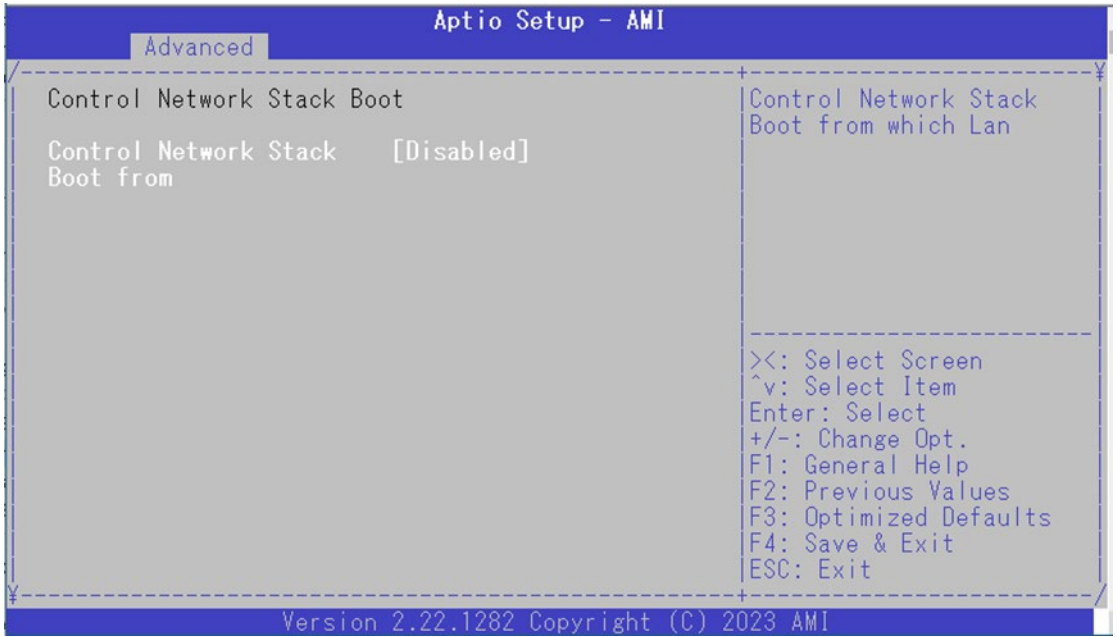 Aptio Setup - AMI
Advanced
Control Network Stack Boot
Control Network Stack [Disabled]
Boot from
Control Network Stack
Boot from which Lan
><: Select Screen
^v: Select Item
Enter: Select
+/-: Change Opt.
F1: General Help
F2: Previous Values
F3: Optimized Defaults
F4: Save & Exit
ESC: Exit
Version 2.22.1282 Copyright (C) 2023 AMI